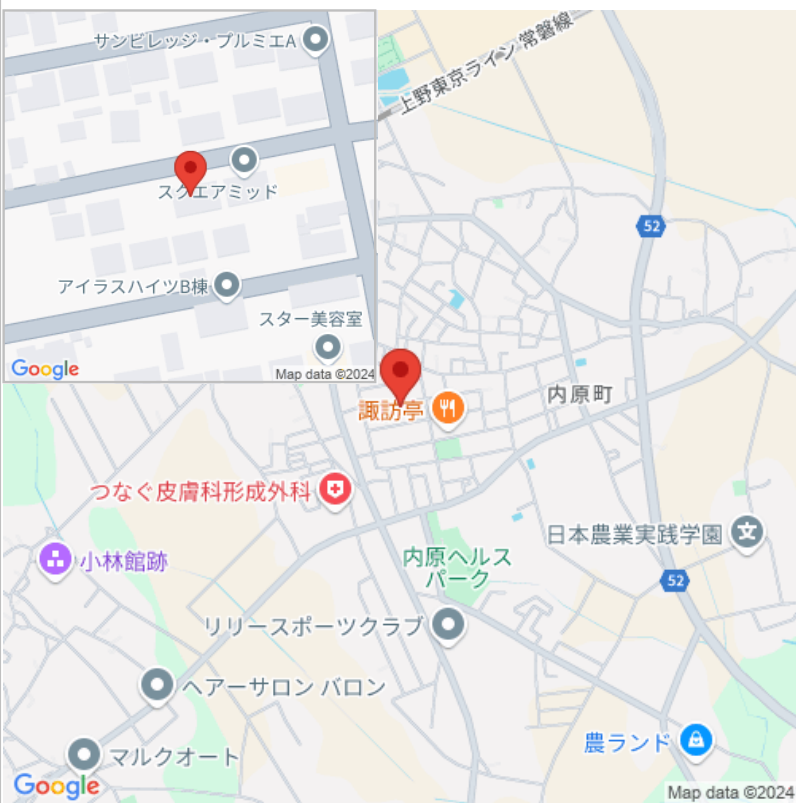 サンビレッジ・プルミエA
スクエアミッド
アイラスハイツB棟
スター美容室
Google
Map data ©2024
上野東京ライン 常磐線
52
内原町
諏訪亭
つなぐ皮膚科形成外科
日本農業実践学園
小林館跡
内原ヘルス
パーク
52
リリースポーツクラブ
ヘアーサロン バロン
農ランド
マルクオート
Google
Map data ©2024